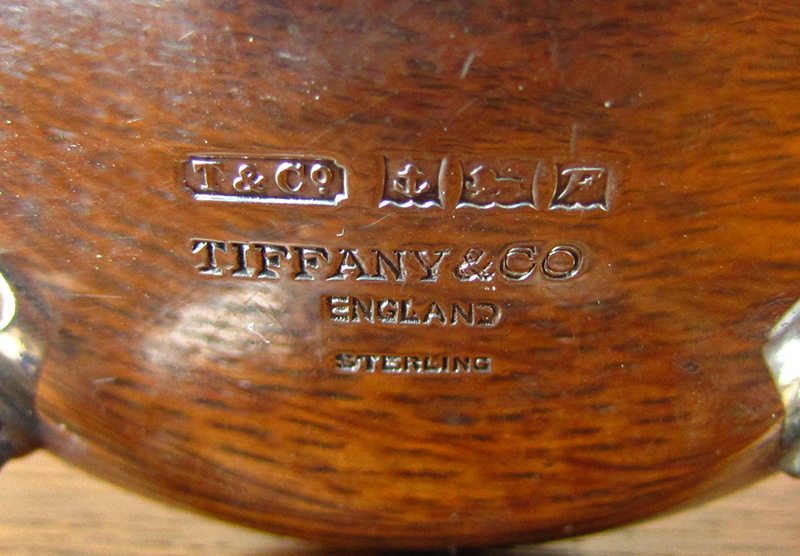 T & Co F
TIFFANY & CO
ENGLAND
STERLING